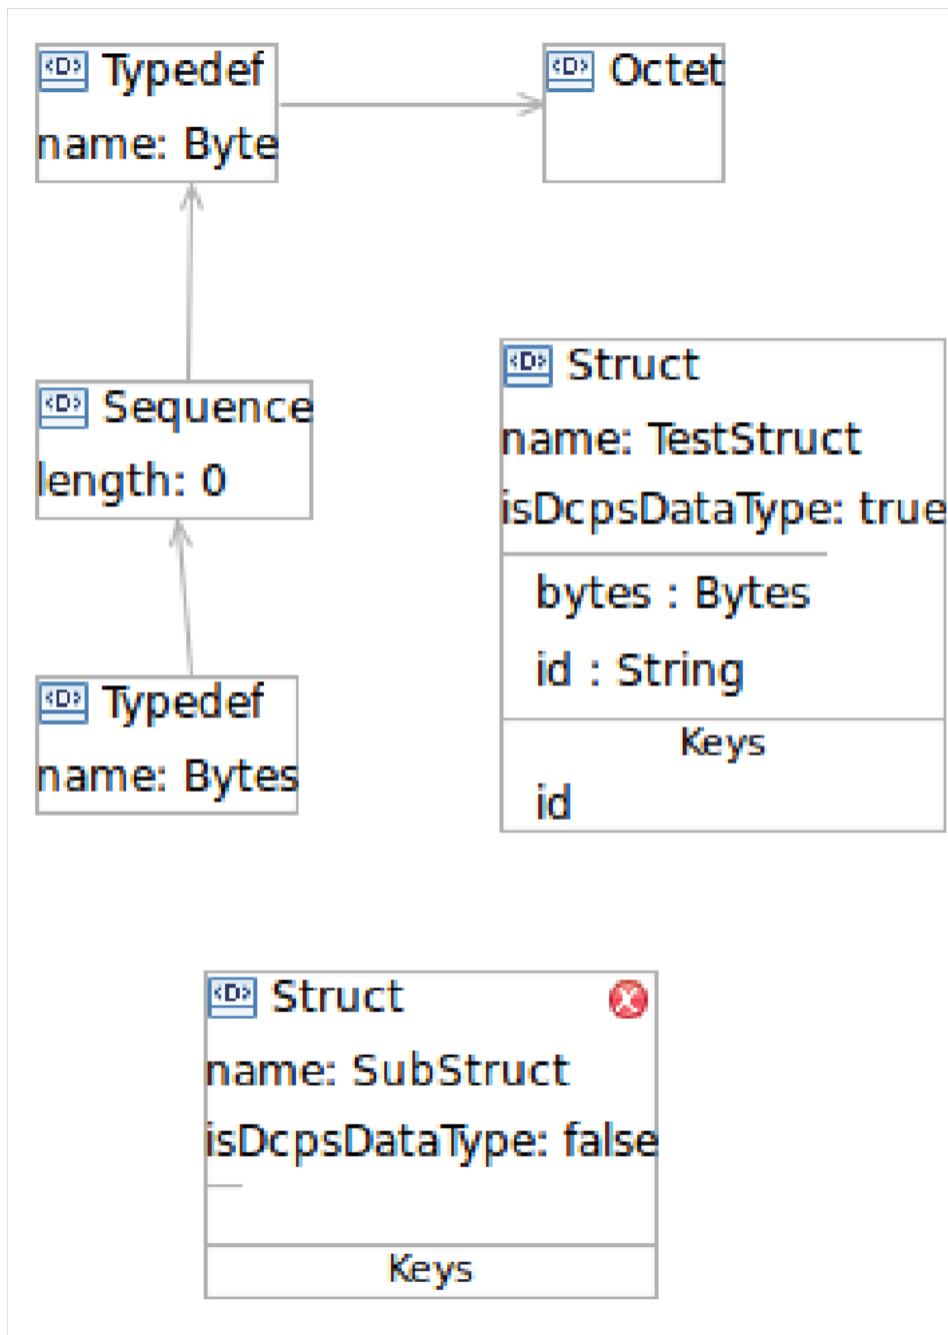 <D> Typedef
name: Byte
<D> Octet
<D> Sequence
length: 0
<D> Typedef
name: Bytes
<D> Struct
name: TestStruct
isDcpsDataType: true
bytes : Bytes
id : String
Keys
id
<D> Struct
name: SubStruct
isDcpsDataType: false
Keys